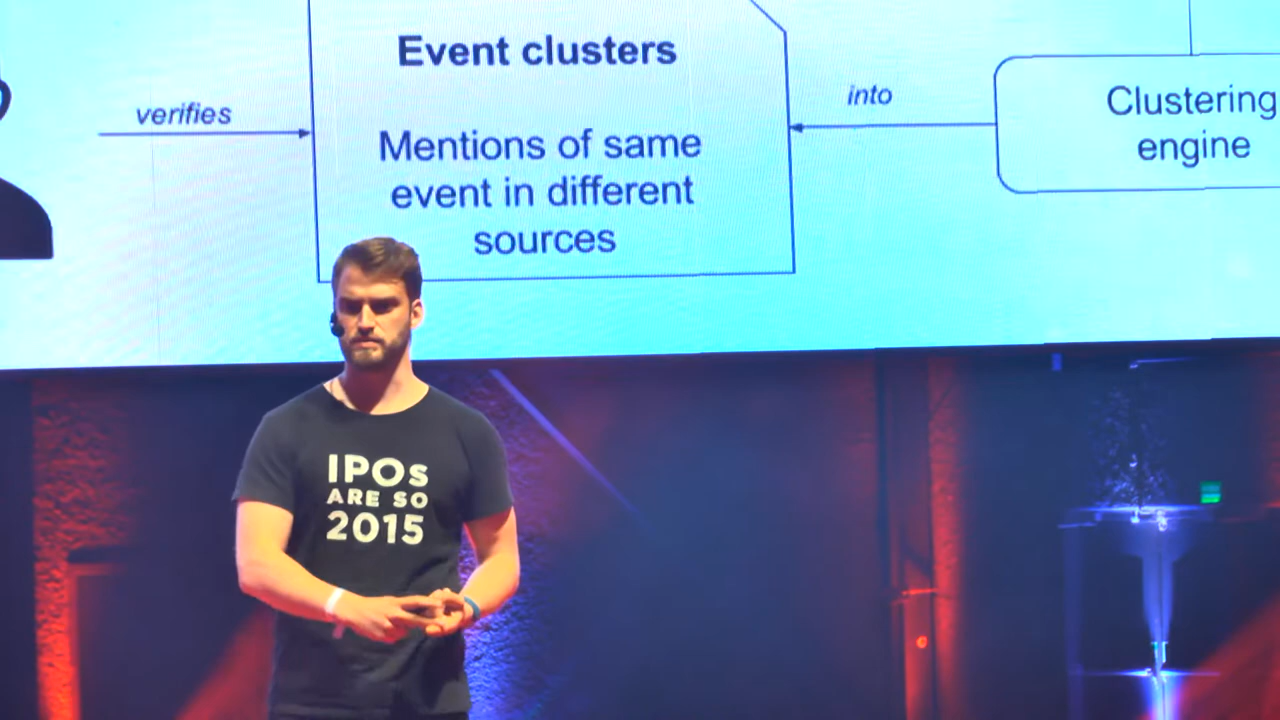 Event clusters
verifies
into
Mentions of same
event in different
sources
Clustering
engine
IPOs
ARE SO
2015